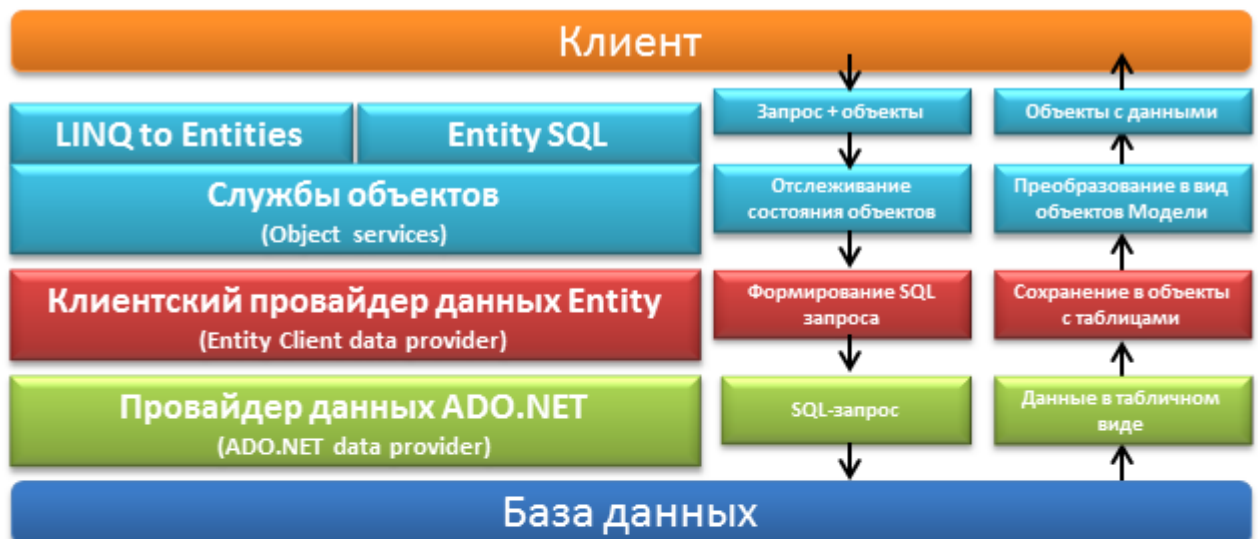 Клиент
LINQ to Entities
Entity SQL
Службы объектов
(Object services)
Клиентский провайдер данных Entity
(Entity Client data provider)
Провайдер данных ADO.NET
(ADO.NET data provider)
Запрос + объекты
Отслеживание
состояния объектов
Формирование SQL
запроса
SQL-запрос
Объекты с данными
Преобразование в вид
объектов Модели
Сохранение в объекты
с таблицами
Данные в табличном
виде
База данных